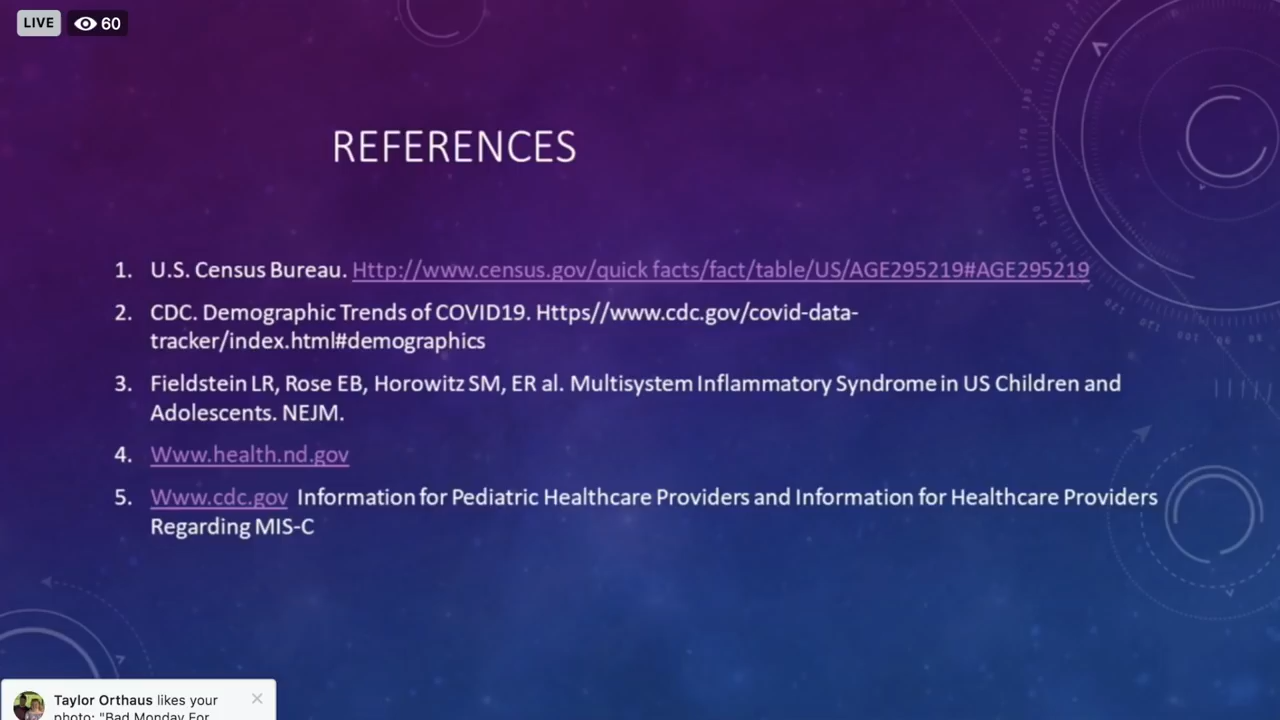 LIVE 60
REFERENCES
1. U.S. Census Bureau. Http://www.census.gov/quick facts/fact/table/US/AGE295219#AGE295219
2. CDC. Demographic Trends of COVID19. Https//www.cdc.gov/covid-data-
tracker/index.html#demographics
3. Fieldstein LR, Rose EB, Horowitz SM, ER al. Multisystem Inflammatory Syndrome in US Children and
Adolescents. NEJM.
4. Www.health.nd.gov
5. Www.cdc.gov Information for Pediatric Healthcare Providers and Information for Healthcare Providers
Regarding MIS-C
Taylor Orthaus likes your
photo: "Bad Monday For